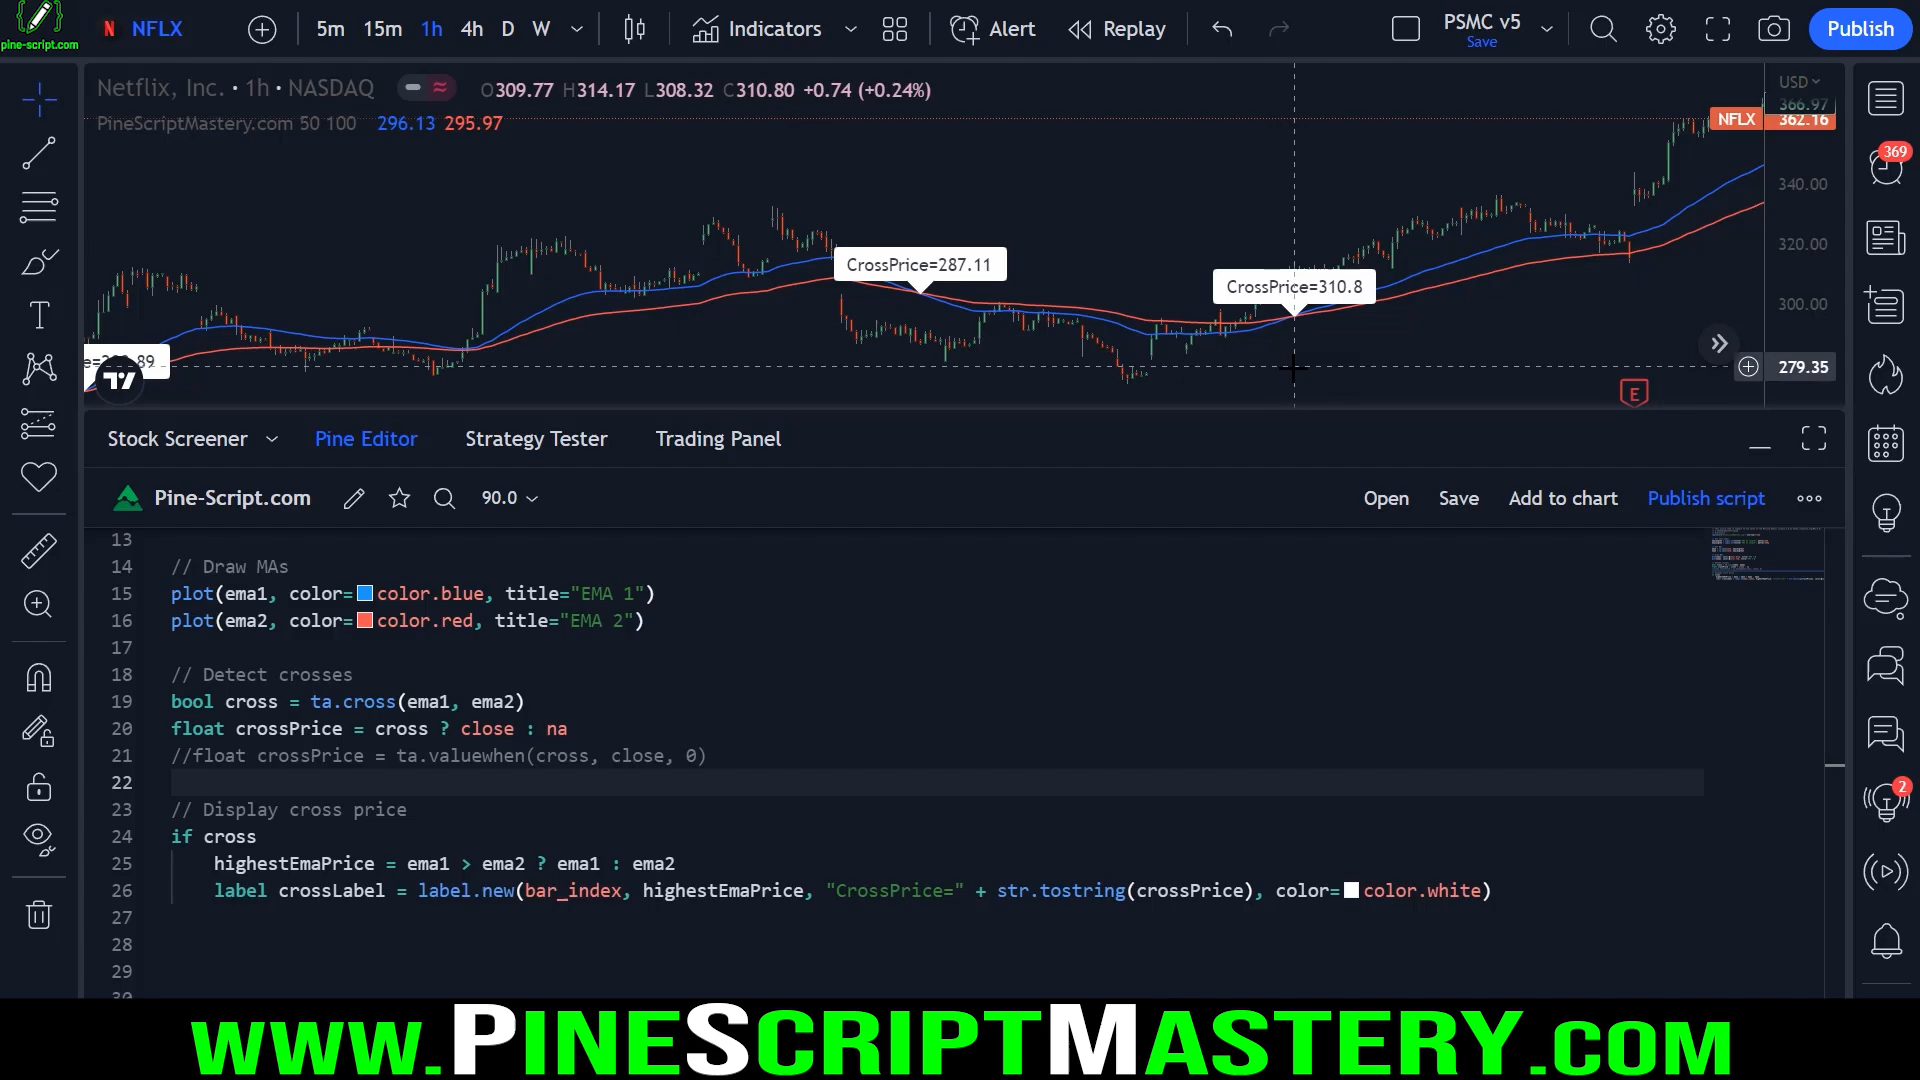 pine-script.com
N NFLX
5m 15m 1h 4h D W
Indicators
Alert
Replay
PSMC v5
Save
Publish
Netflix, Inc. • 1h • NASDAQ
O309.77 H314.17 L308.32 C310.80 +0.74 (+0.24%)
PineScriptMastery.com 50 100 296.13 295.97
USD
366.97
NFLX 362.16
340.00
320.00
300.00
279.35
CrossPrice=287.11
CrossPrice=310.8
E
369
2
Stock Screener
Pine Editor
Strategy Tester
Trading Panel
Pine-Script.com
90.0
Open
Save
Add to chart
Publish script
13
14 // Draw MAs
15 plot(ema1, color=color.blue, title="EMA 1")
16 plot(ema2, color=color.red, title="EMA 2")
17
18 // Detect crosses
19 bool cross = ta.cross(ema1, ema2)
20 float crossPrice = cross ? close : na
21 //float crossPrice = ta.valuewhen(cross, close, 0)
22
23 // Display cross price
24 if cross
25 highestEmaPrice = ema1 > ema2 ? ema1 : ema2
26 label crossLabel = label.new(bar_index, highestEmaPrice, "CrossPrice=" + str.tostring(crossPrice), color=color.white)
27
28
29
30
www.PineScriptMastery.com